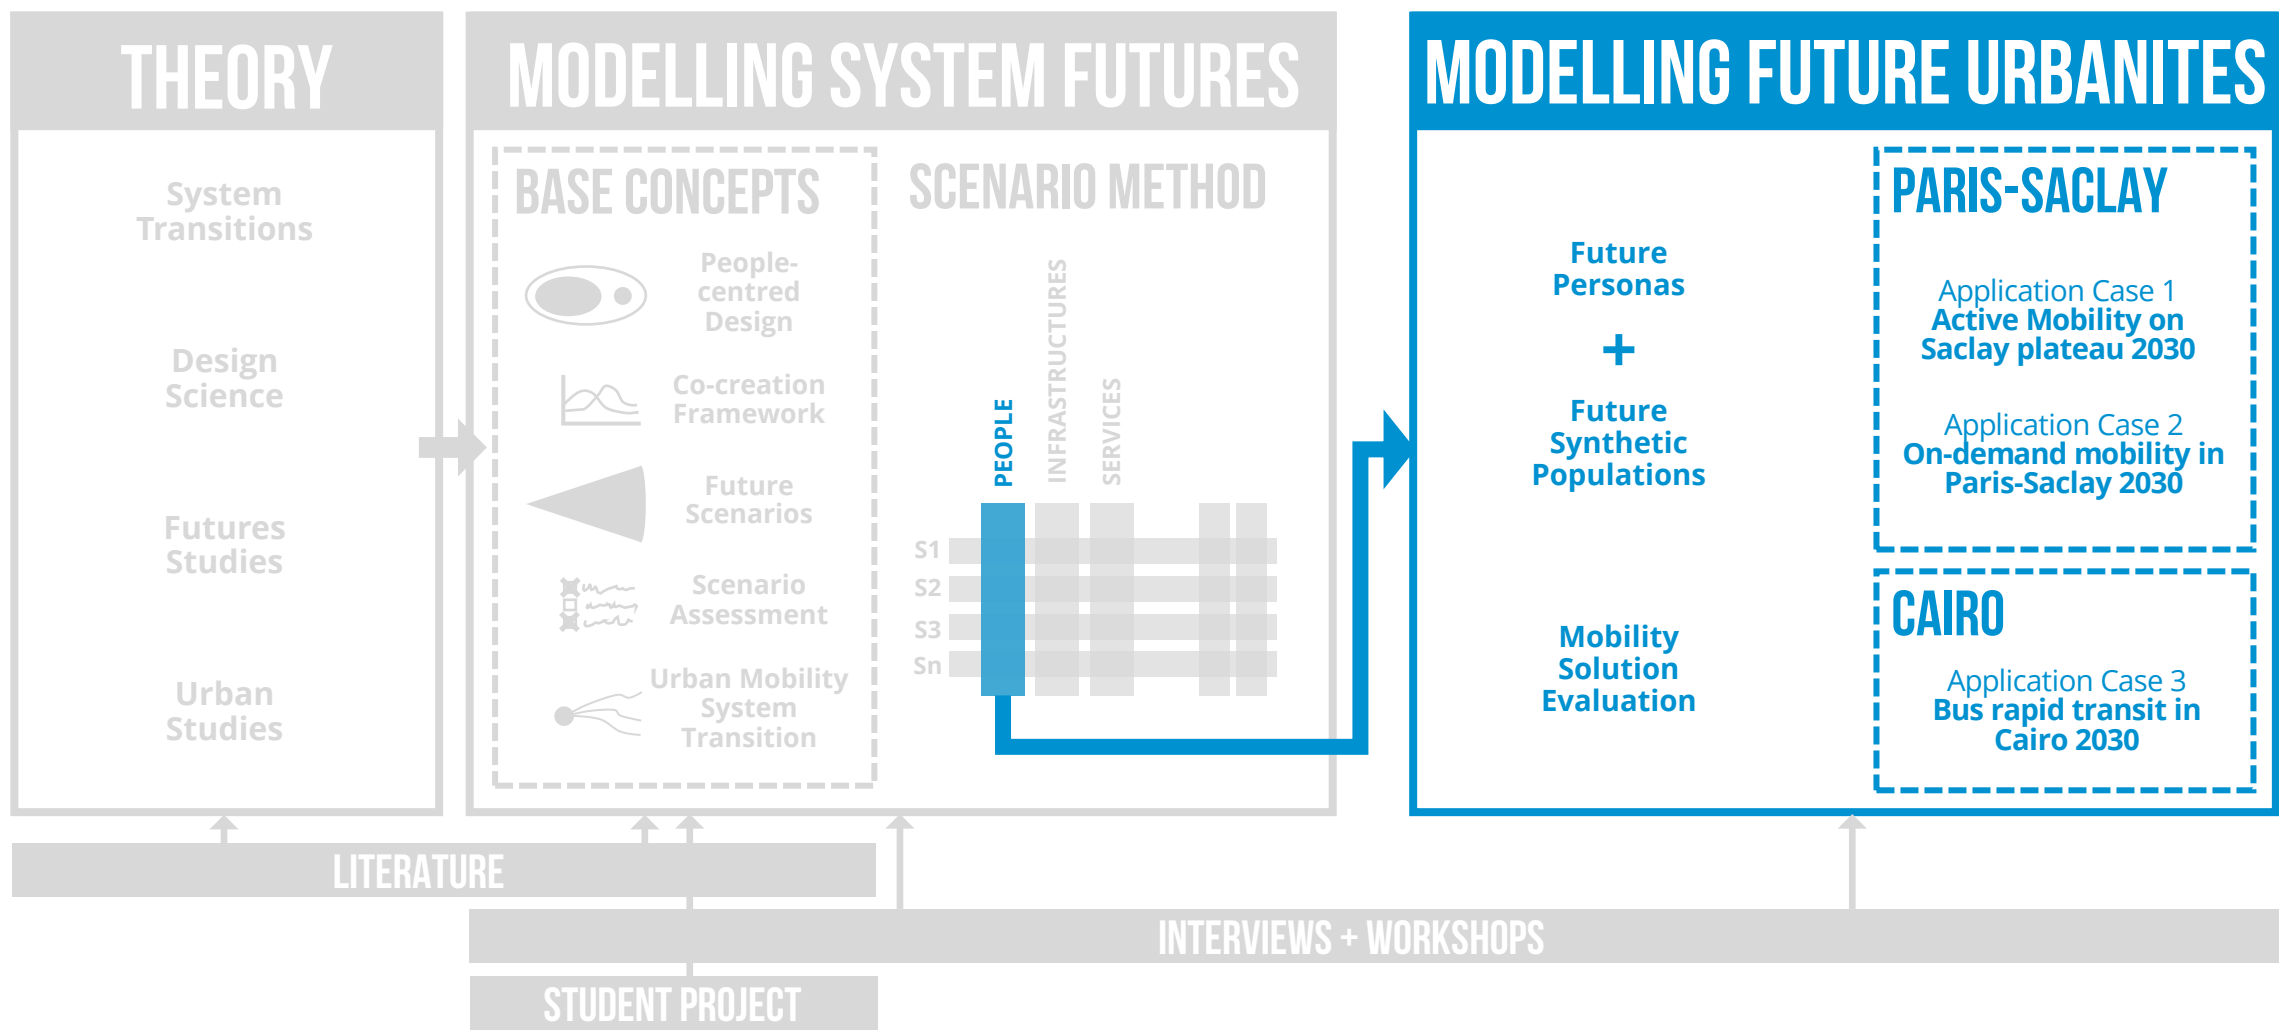 THEORY
System
Transitions
Design
Science
Futures
Studies
Urban
Studies
MODELLING SYSTEM FUTURES
BASE CONCEPTS
People-
centred
Design
Co-creation
Framework
Future
Scenarios
Scenario
Assessment
Urban Mobility
System
Transition
SCENARIO METHOD
PEOPLE
INFRASTRUCTURES
SERVICES
S1
S2
S3
Sn
MODELLING FUTURE URBANITES
Future
Personas
+
Future
Synthetic
Populations
Mobility
Solution
Evaluation
PARIS-SACLAY
Application Case 1
Active Mobility on
Saclay plateau 2030
Application Case 2
On-demand mobility in
Paris-Saclay 2030
CAIRO
Application Case 3
Bus rapid transit in
Cairo 2030
LITERATURE
INTERVIEWS + WORKSHOPS
STUDENT PROJECT